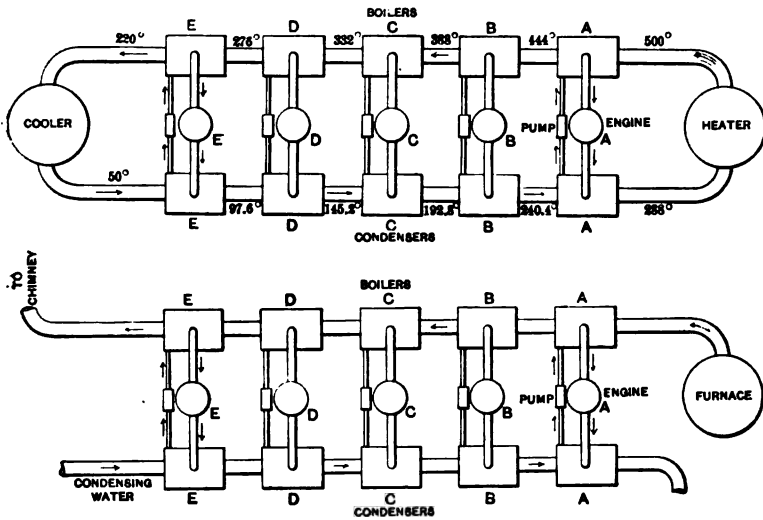 BOILERS
E D C B A
220° 276° 332° 388° 444° 500°
COOLER E D C B PUMP ENGINE A HEATER
50° 97.6° 145.2° 192.8° 240.4° 288°
E D C B A
CONDENSERS
TO CHIMNEY
BOILERS
E D C B A
E D C B PUMP ENGINE A FURNACE
CONDENSING
WATER
E D C B A
CONDENSERS